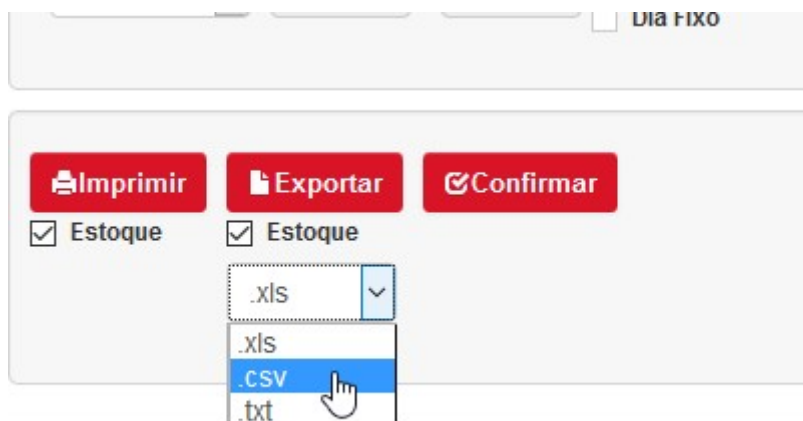 Dia Fixo
Imprimir Exportar Confirmar
Estoque Estoque
.xls
.xls
.csv
.txt